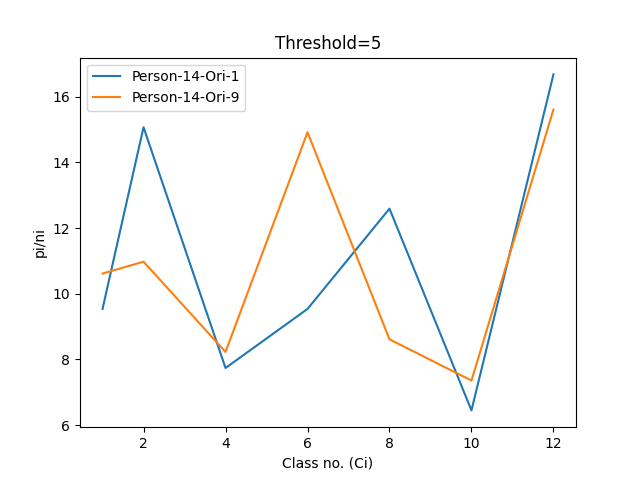 Threshold=5
Person-14-Ori-1
Person-14-Ori-9
pi/ni
16
14
12
10
8
6
2 4 6 8 10 12
Class no. (Ci)